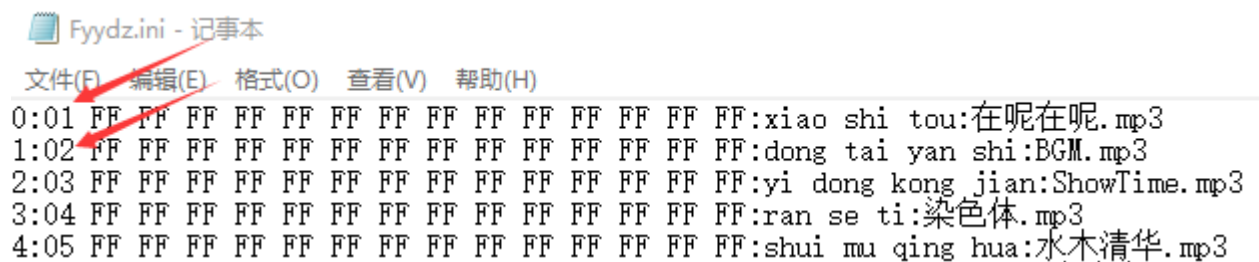 Fyydz.ini - 记事本
文件(F) 编辑(E) 格式(O) 查看(V) 帮助(H)
0:01 FF FF FF FF FF FF FF FF FF FF FF FF FF FF:xiao shi tou:在呢在呢.mp3
1:02 FF FF FF FF FF FF FF FF FF FF FF FF FF FF:dong tai yan shi:BGM.mp3
2:03 FF FF FF FF FF FF FF FF FF FF FF FF FF FF:yi dong kong jian:ShowTime.mp3
3:04 FF FF FF FF FF FF FF FF FF FF FF FF FF FF:ran se ti:染色体.mp3
4:05 FF FF FF FF FF FF FF FF FF FF FF FF FF FF:shui mu qing hua:水木清华.mp3